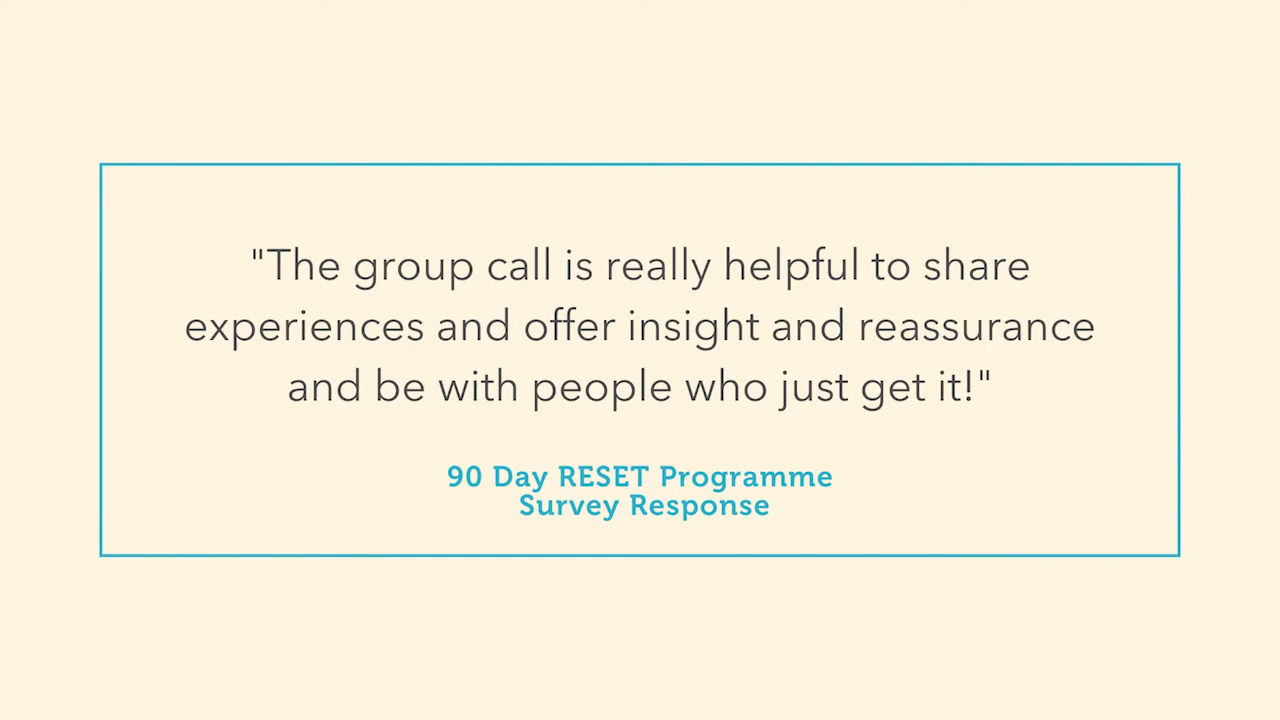 "The group call is really helpful to share
experiences and offer insight and reassurance
and be with people who just get it!"
90 Day RESET Programme
Survey Response